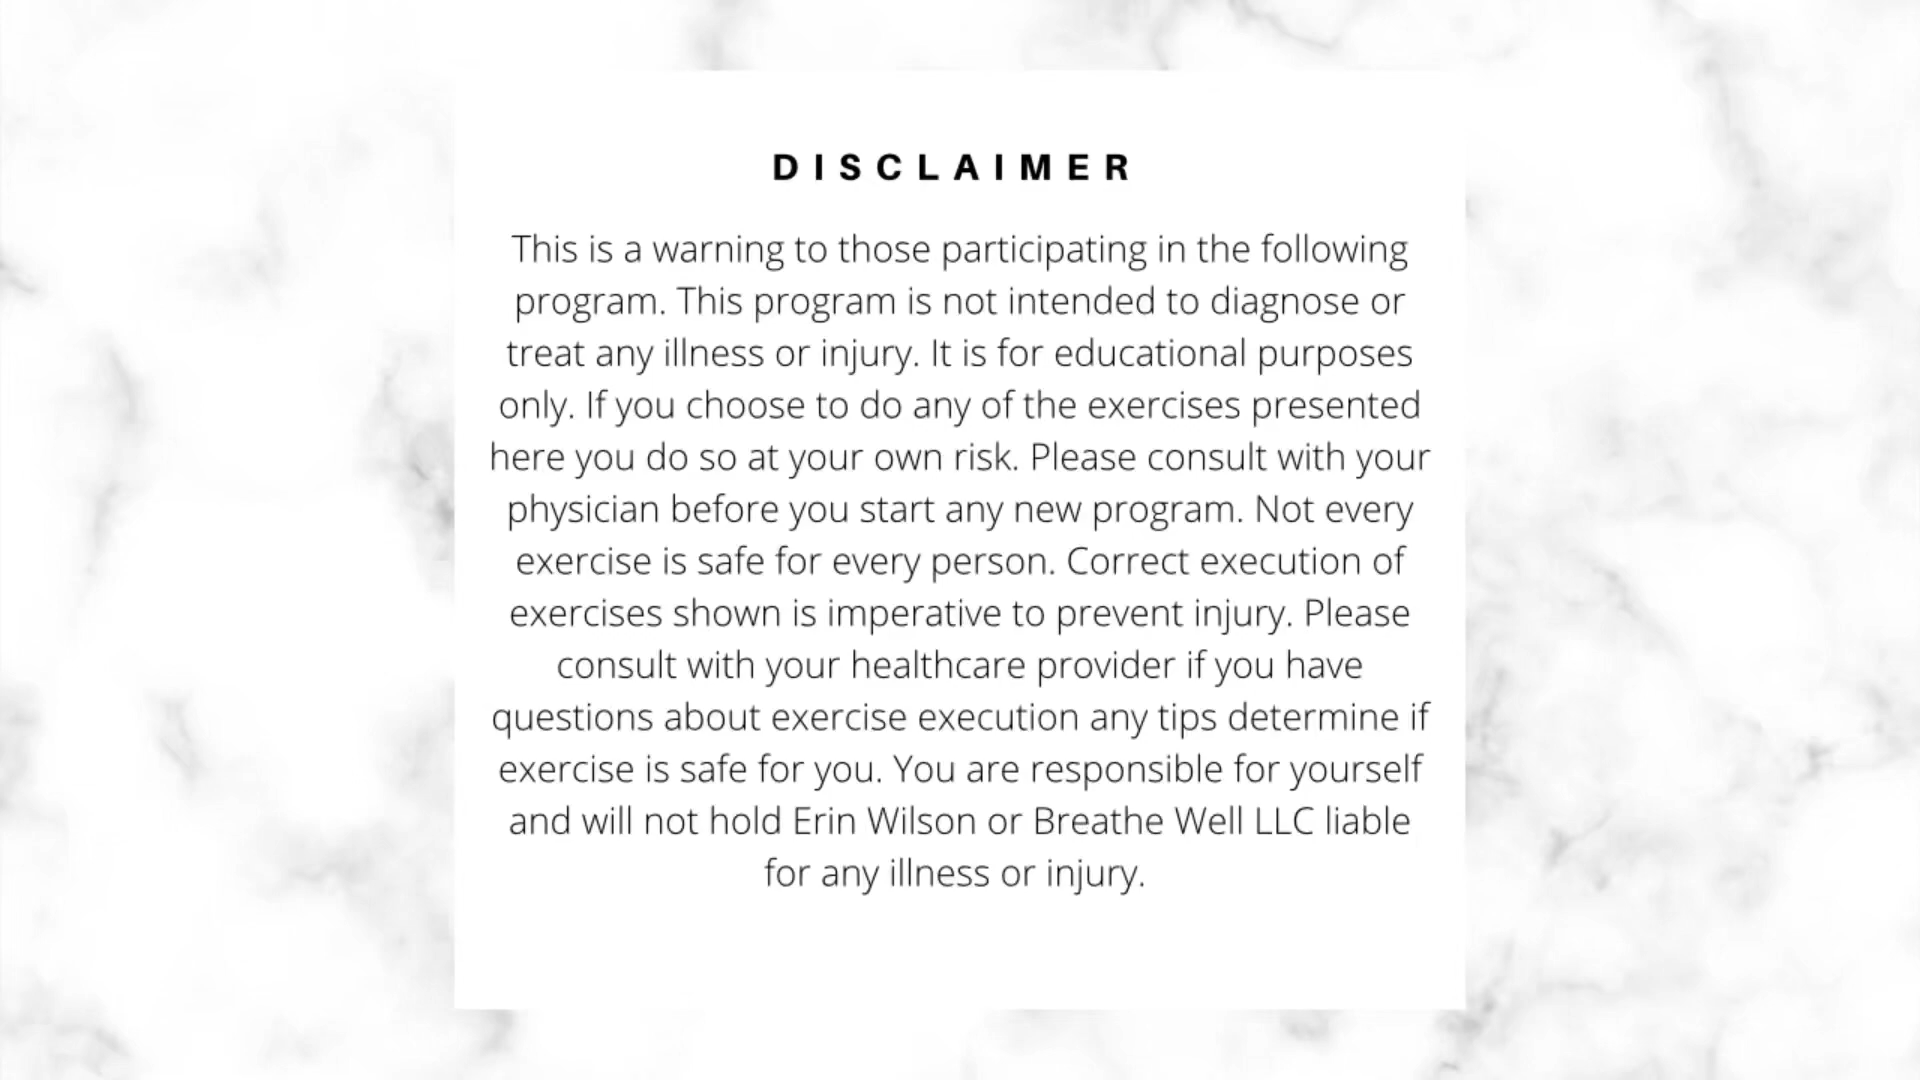 DISCLAIMER
This is a warning to those participating in the following
program. This program is not intended to diagnose or
treat any illness or injury. It is for educational purposes
only. If you choose to do any of the exercises presented
here you do so at your own risk. Please consult with your
physician before you start any new program. Not every
exercise is safe for every person. Correct execution of
exercises shown is imperative to prevent injury. Please
consult with your healthcare provider if you have
questions about exercise execution any tips determine if
exercise is safe for you. You are responsible for yourself
and will not hold Erin Wilson or Breathe Well LLC liable
for any illness or injury.